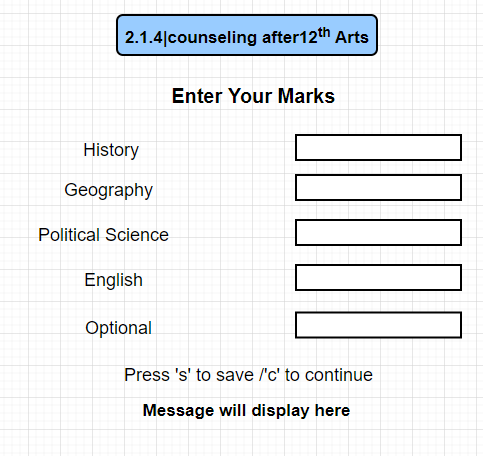 2.1.4|counseling after12th Arts
Enter Your Marks
History
Geography
Political Science
English
Optional
Press 's' to save /'c' to continue
Message will display here